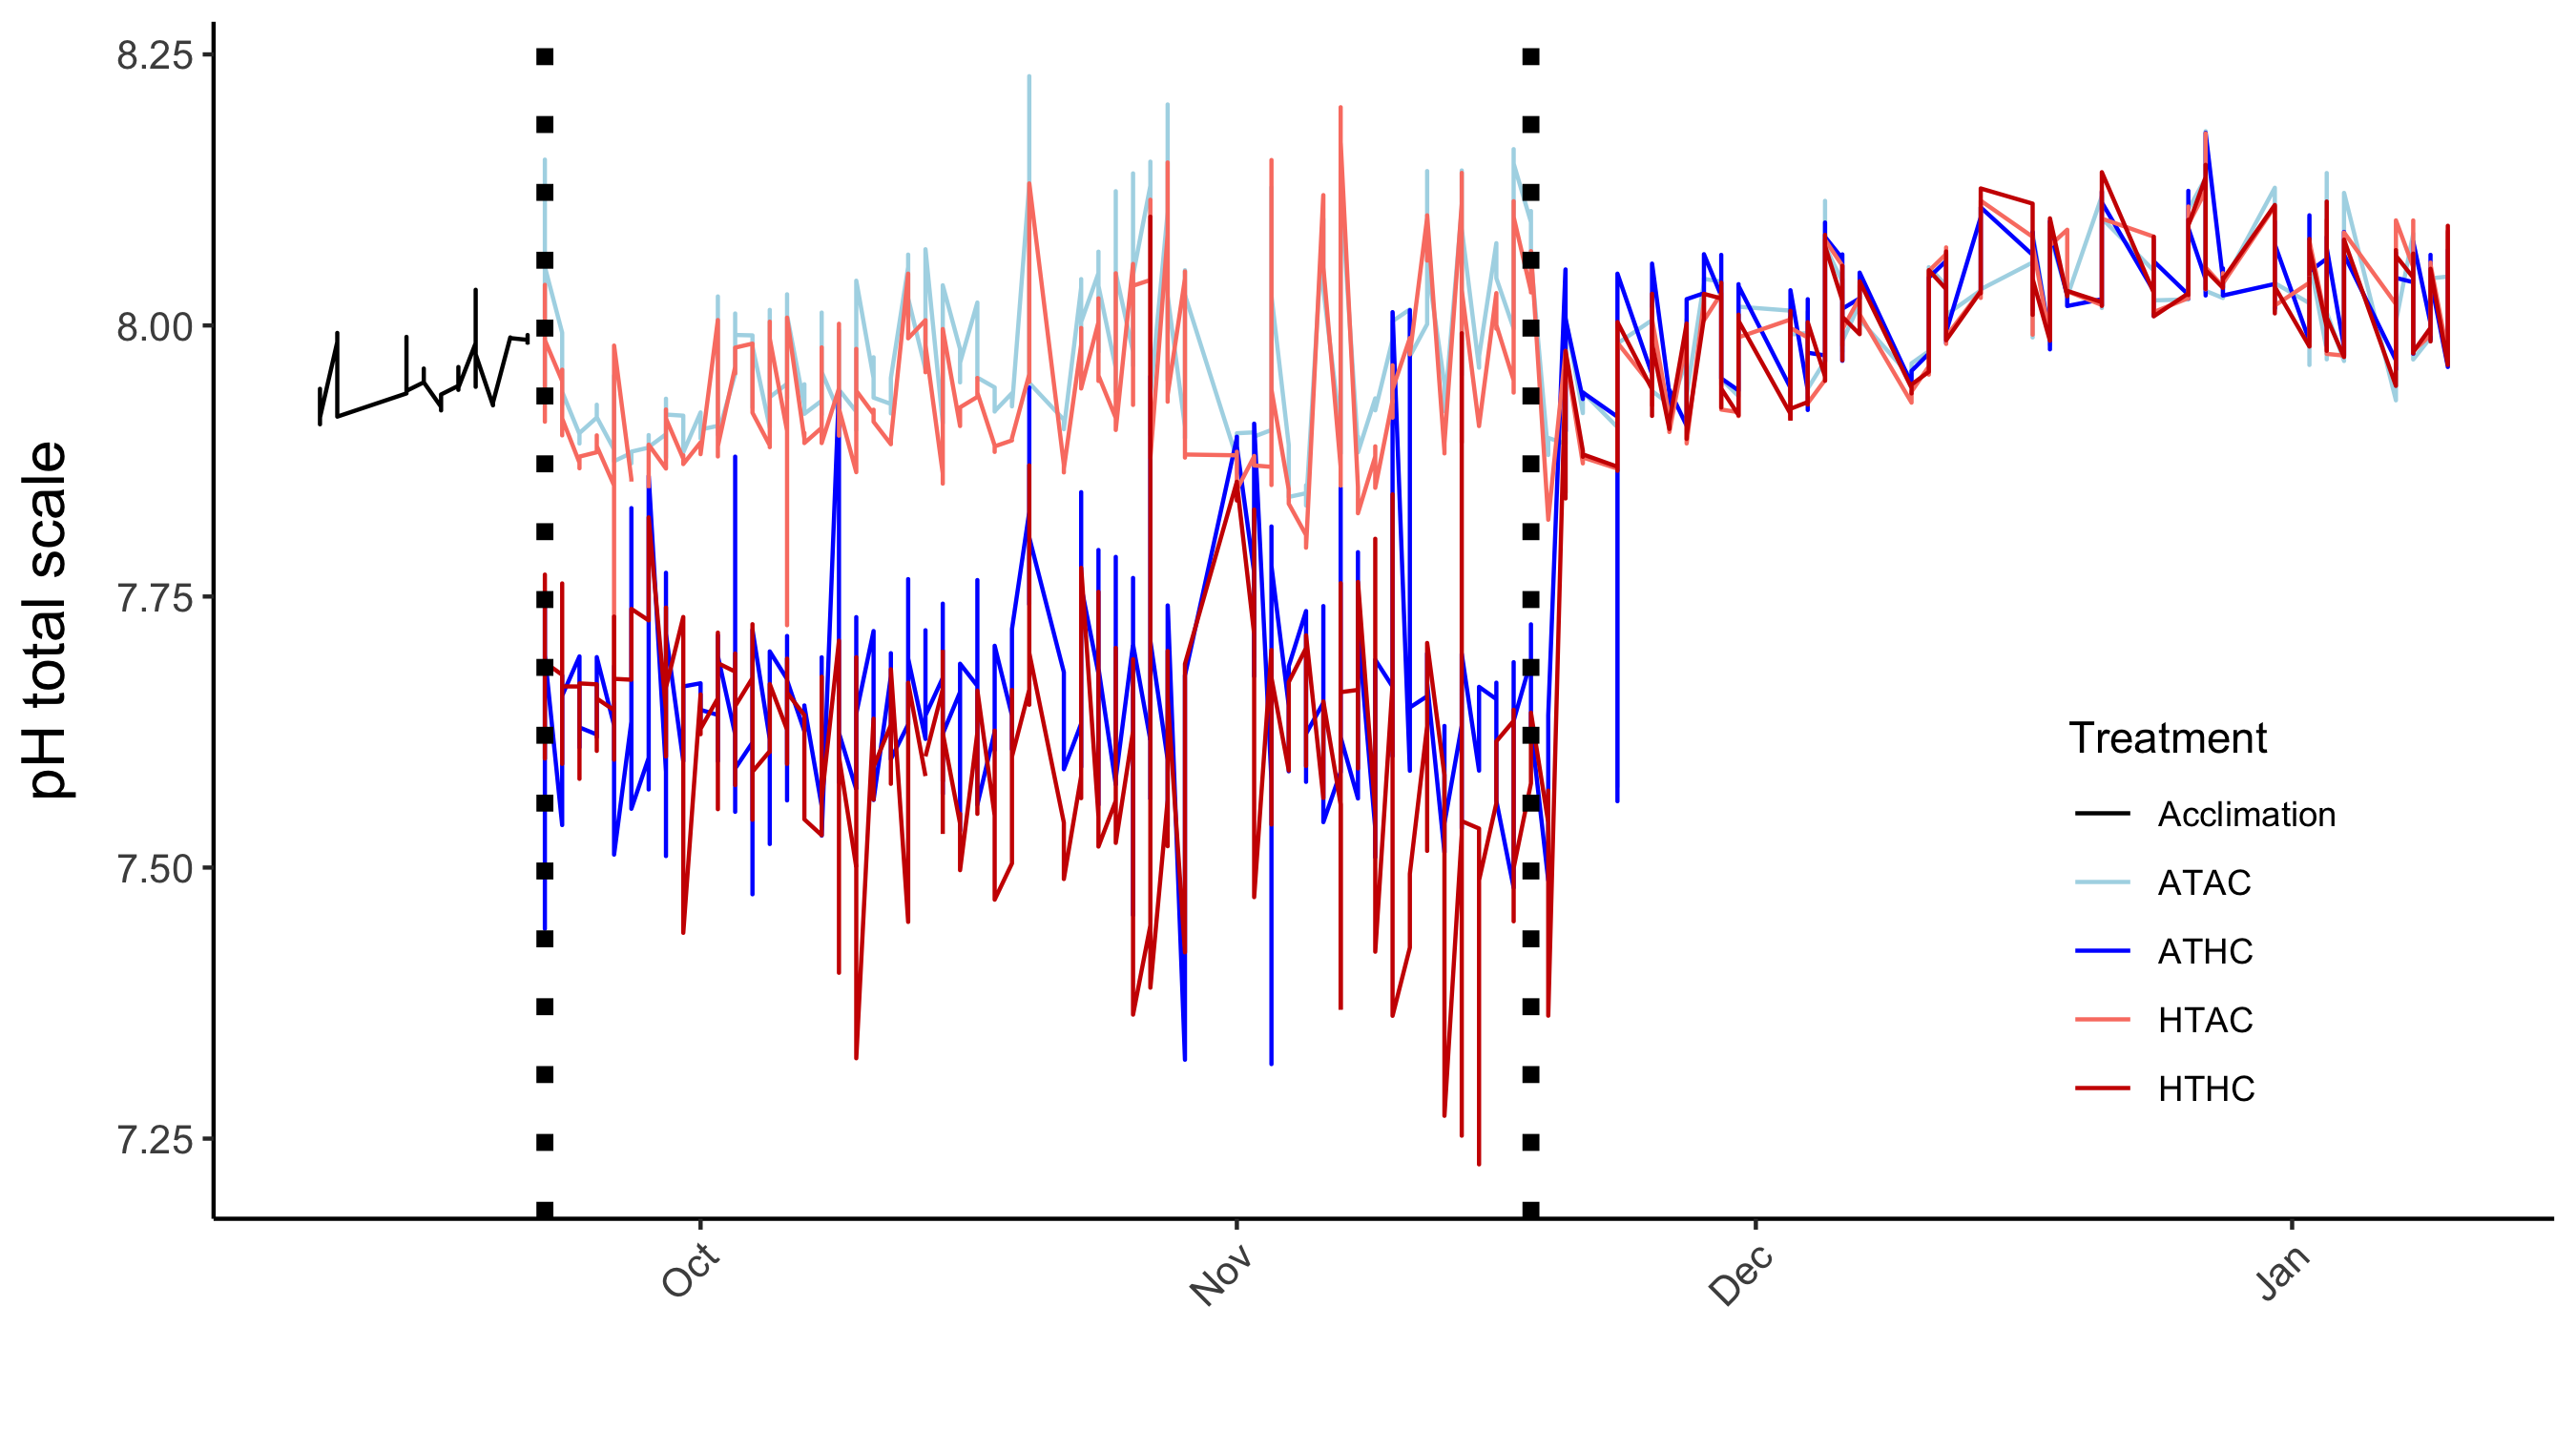 pH total scale
8.25
8.00
7.75
7.50
7.25
Oct
Nov
Dec
Jan
Treatment
Acclimation
ATAC
ATHC
HTAC
HTHC